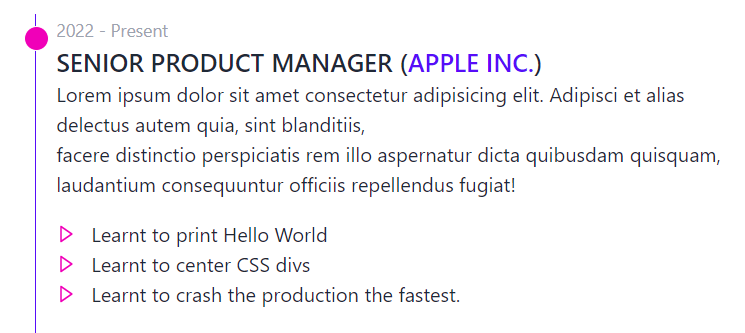 2022 - Present
SENIOR PRODUCT MANAGER (APPLE INC.)
Lorem ipsum dolor sit amet consectetur adipisicing elit. Adipisci et alias
delectus autem quia, sint blanditiis,
facere distinctio perspiciatis rem illo aspernatur dicta quibusdam quisquam,
laudantium consequuntur officiis repellendus fugiat!
Learnt to print Hello World
Learnt to center CSS divs
Learnt to crash the production the fastest.